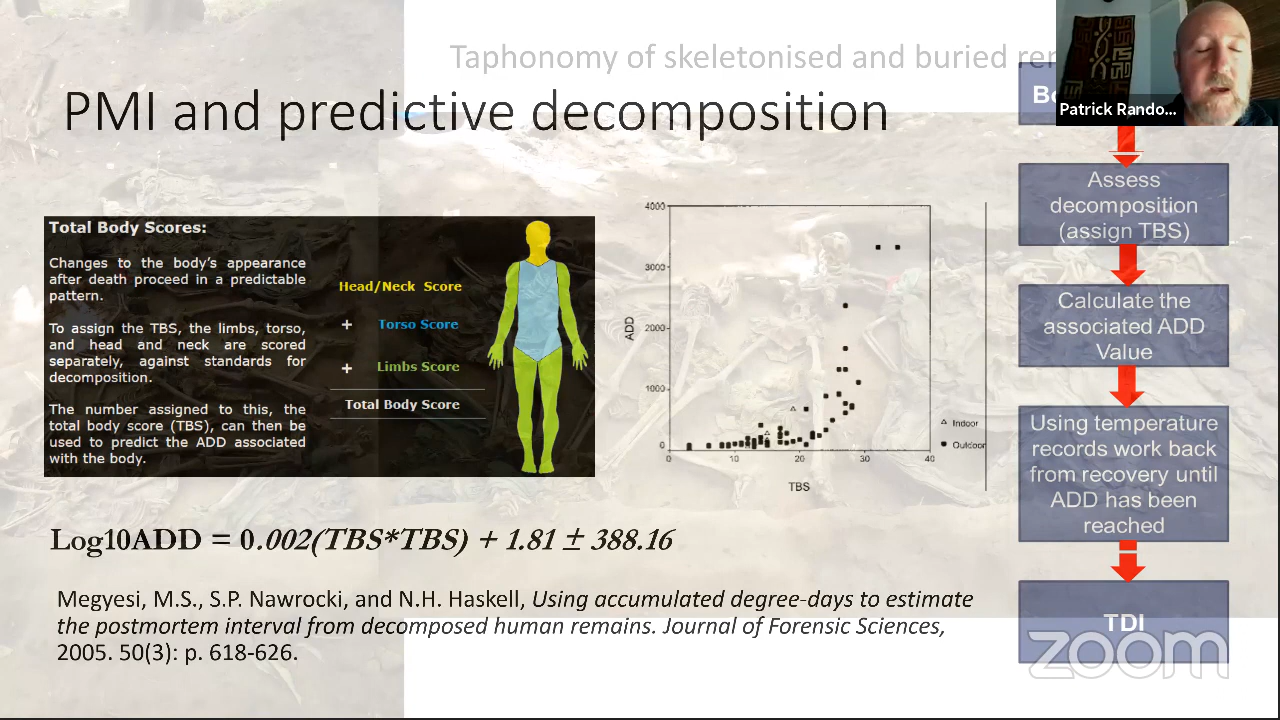 Taphonomy of skeletonised and buried
PMI and predictive decomposition
Patrick Rando...
Total Body Scores:
Changes to the body's appearance
after death proceed in a predictable
pattern.
To assign the TBS, the limbs, torso,
and head and neck are scored
separately, against standards for
decomposition.
The number assigned to this, the
total body score (TBS), can then be
used to predict the ADD associated
with the body.
Head/Neck Score
+ Torso Score
+ Limbs Score
Total Body Score
ADD
4000
3000
2000
1000
0
0 10 20 30 40
TBS
Indoor
Outdoor
Assess
decomposition
(assign TBS)
Calculate the
associated ADD
Value
Using temperature
records work back
from recovery until
ADD has been
reached
TDI
zoom
Log10ADD = 0.002(TBS*TBS) + 1.81 ± 388.16
Megyesi, M.S., S.P. Nawrocki, and N.H. Haskell, Using accumulated degree-days to estimate
the postmortem interval from decomposed human remains. Journal of Forensic Sciences,
2005. 50(3): p. 618-626.